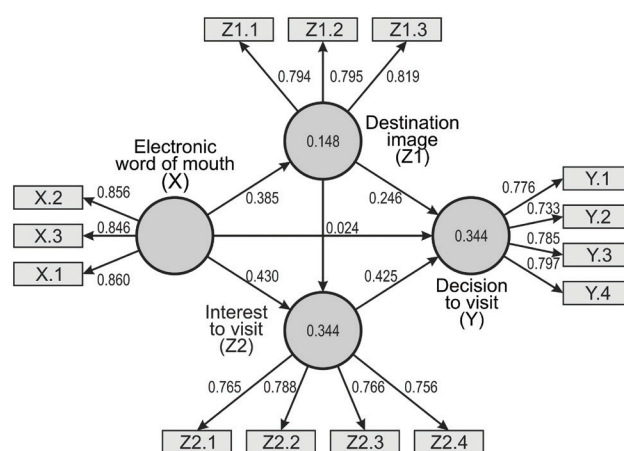 Z1.1
Z1.2
Z1.3
0.794
0.795
0.819
Electronic
word of mouth
(X)
0.148
Destination
image
(Z1)
X.2
X.3
X.1
0.856
0.846
0.860
0.385
0.246
0.024
0.430
0.425
0.776
0.733
0.785
0.797
Y.1
Y.2
Y.3
Y.4
0.344
Decision
to visit
(Y)
Interest
to visit
(Z2)
0.344
0.765
0.788
0.766
0.756
Z2.1
Z2.2
Z2.3
Z2.4